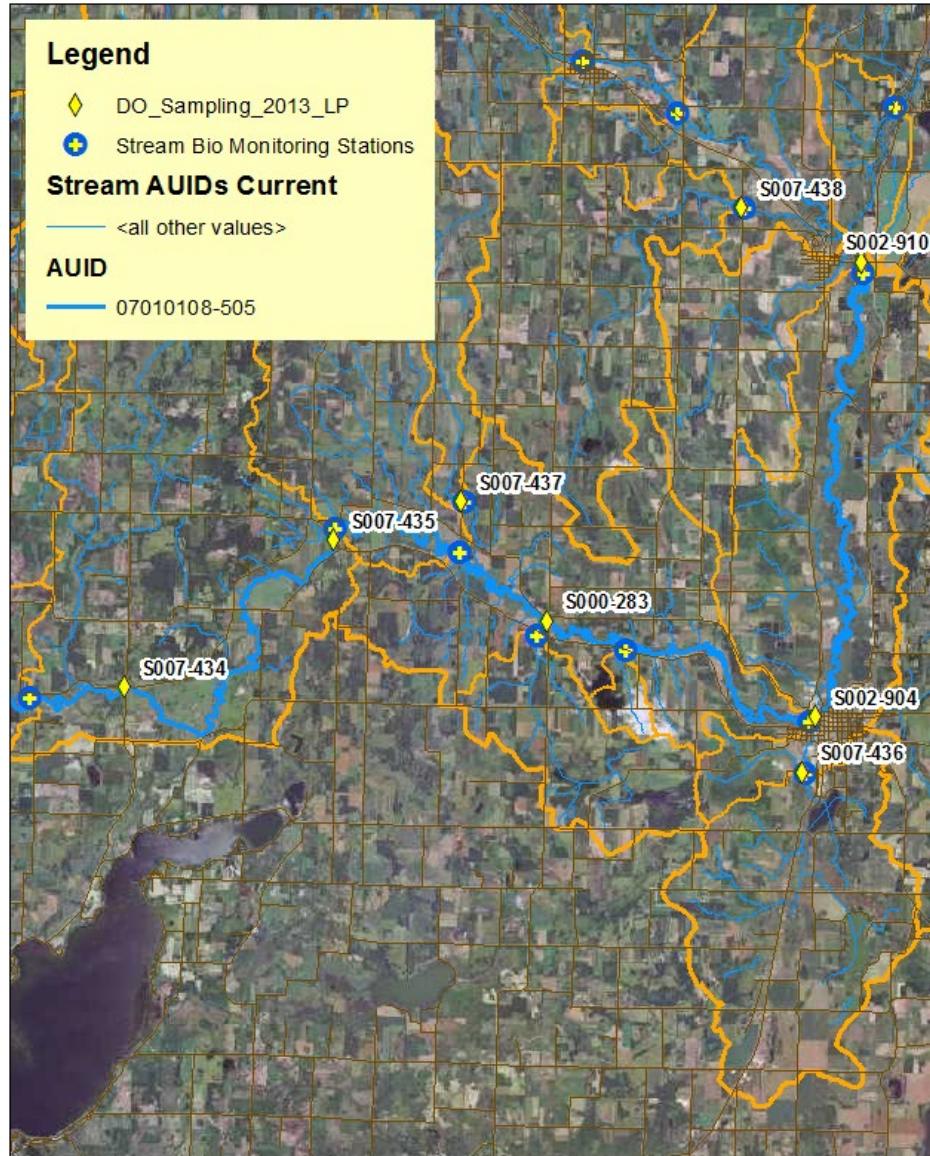 Legend
DO_Sampling_2013_LP
Stream Bio Monitoring Stations
Stream AUIDs Current
<all other values>
AUID
07010108-505
S007-438
S002-910
S007-437
S007-435
S000-283
S007-434
S002-904
S007-436